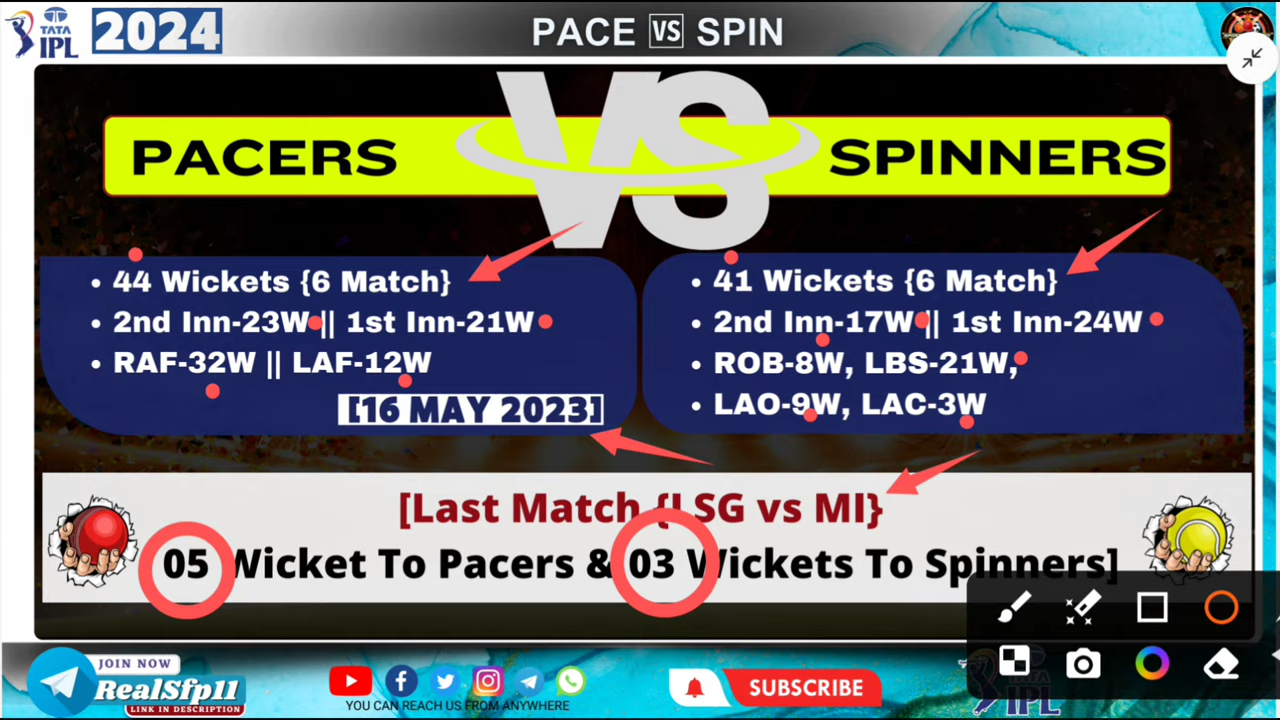 TATA
IPL
2024
PACE VS SPIN
VS
PACERS
SPINNERS
• 44 Wickets {6 Match}
• 2nd Inn-23W || 1st Inn-21W
• RAF-32W || LAF-12W
[16 MAY 2023]
• 41 Wickets {6 Match}
• 2nd Inn-17W || 1st Inn-24W
• ROB-8W, LBS-21W,
• LAO-9W, LAC-3W
[Last Match {LSG vs MI}
05 Wicket To Pacers & 03 Wickets To Spinners]
JOIN NOW
RealSfp11
LINK IN DESCRIPTION
YOU CAN REACH US FROM ANYWHERE
SUBSCRIBE
TATA
IPL